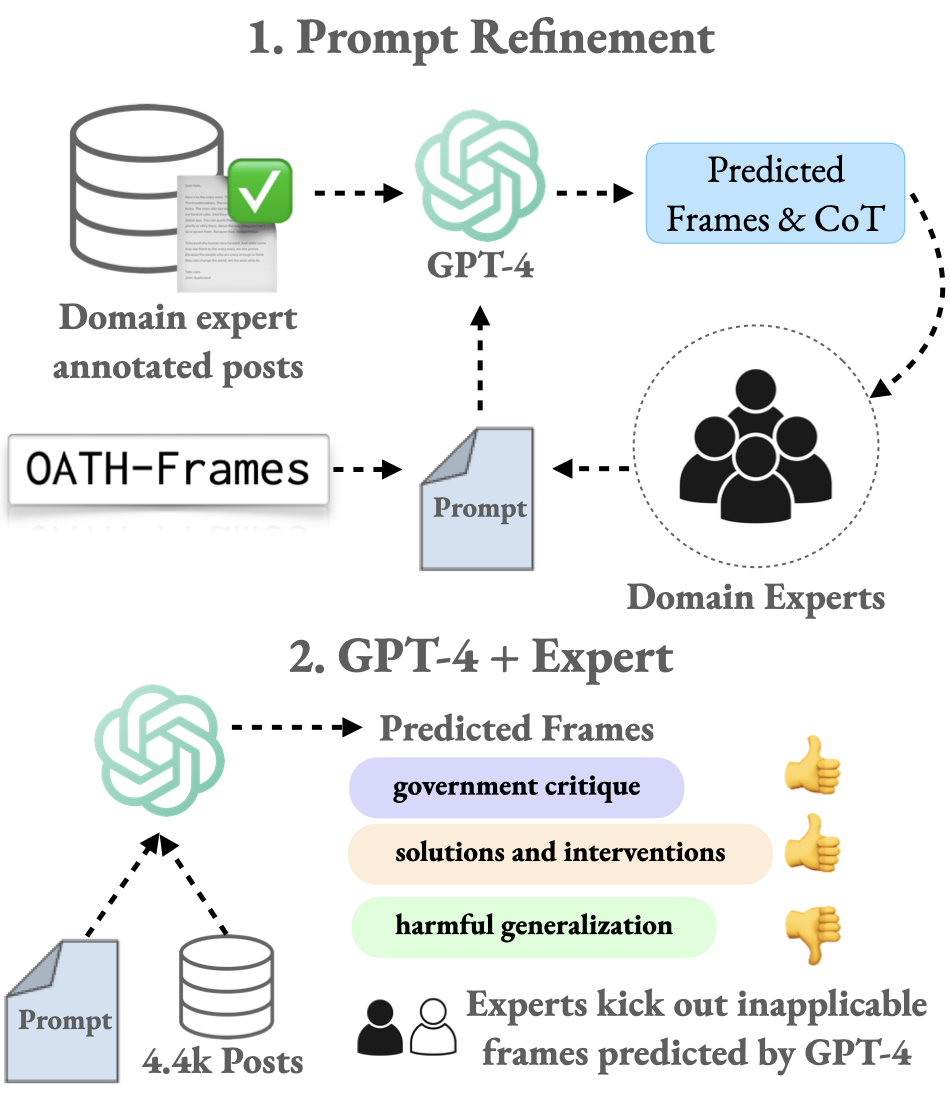 1. Prompt Refinement
Predicted
Frames & CoT
GPT-4
Domain expert
annotated posts
OATH-Frames
Prompt
Domain Experts
2. GPT-4 + Expert
Predicted Frames
government critique
solutions and interventions
harmful generalization
Prompt
4.4k Posts
Experts kick out inapplicable
frames predicted by GPT-4